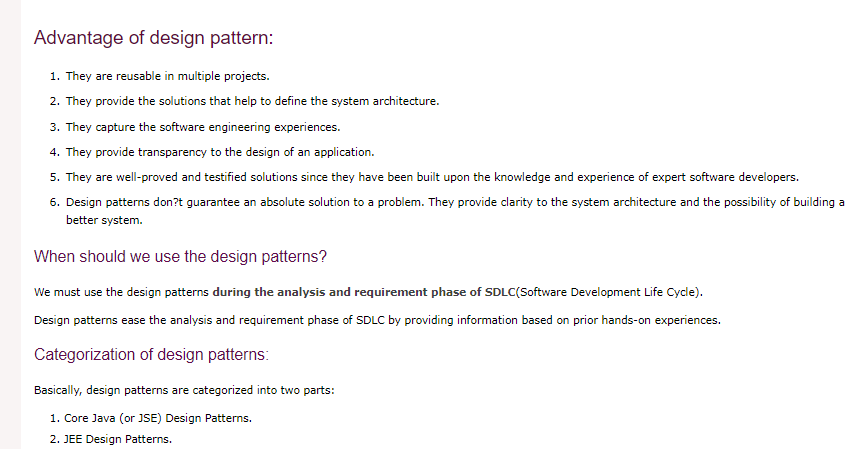 Advantage of design pattern:
1. They are reusable in multiple projects.
2. They provide the solutions that help to define the system architecture.
3. They capture the software engineering experiences.
4. They provide transparency to the design of an application.
5. They are well-proved and testified solutions since they have been built upon the knowledge and experience of expert software developers.
6. Design patterns don?t guarantee an absolute solution to a problem. They provide clarity to the system architecture and the possibility of building a
better system.
When should we use the design patterns?
We must use the design patterns during the analysis and requirement phase of SDLC(Software Development Life Cycle).
Design patterns ease the analysis and requirement phase of SDLC by providing information based on prior hands-on experiences.
Categorization of design patterns:
Basically, design patterns are categorized into two parts:
1. Core Java (or JSE) Design Patterns.
2. JEE Design Patterns.